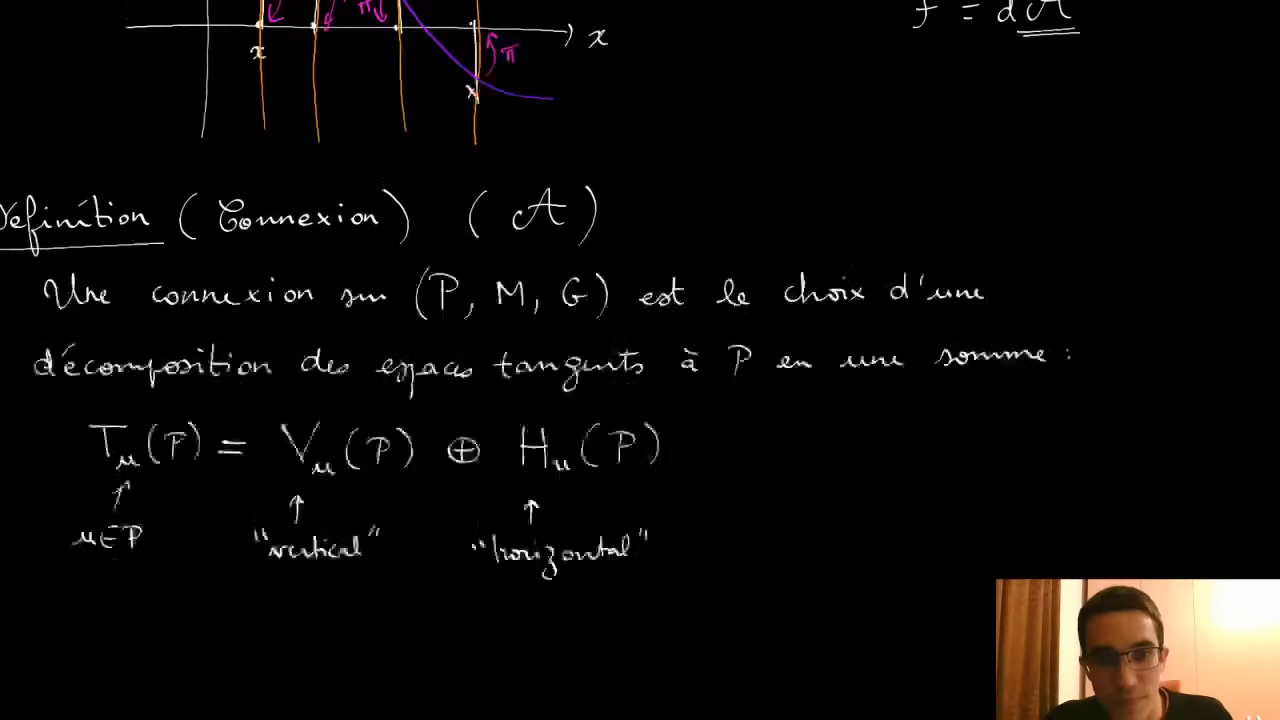 π π
x
x
π
x
F = dA
Définition (Connexion) (A)
Une connexion sur (P, M, G) est le choix d'une
décomposition des espaces tangents à P en une somme :
T_u(P) = V_u(P) ⊕ H_u(P)
↑ ↑ ↑
u∈P "vertical" "horizontal"